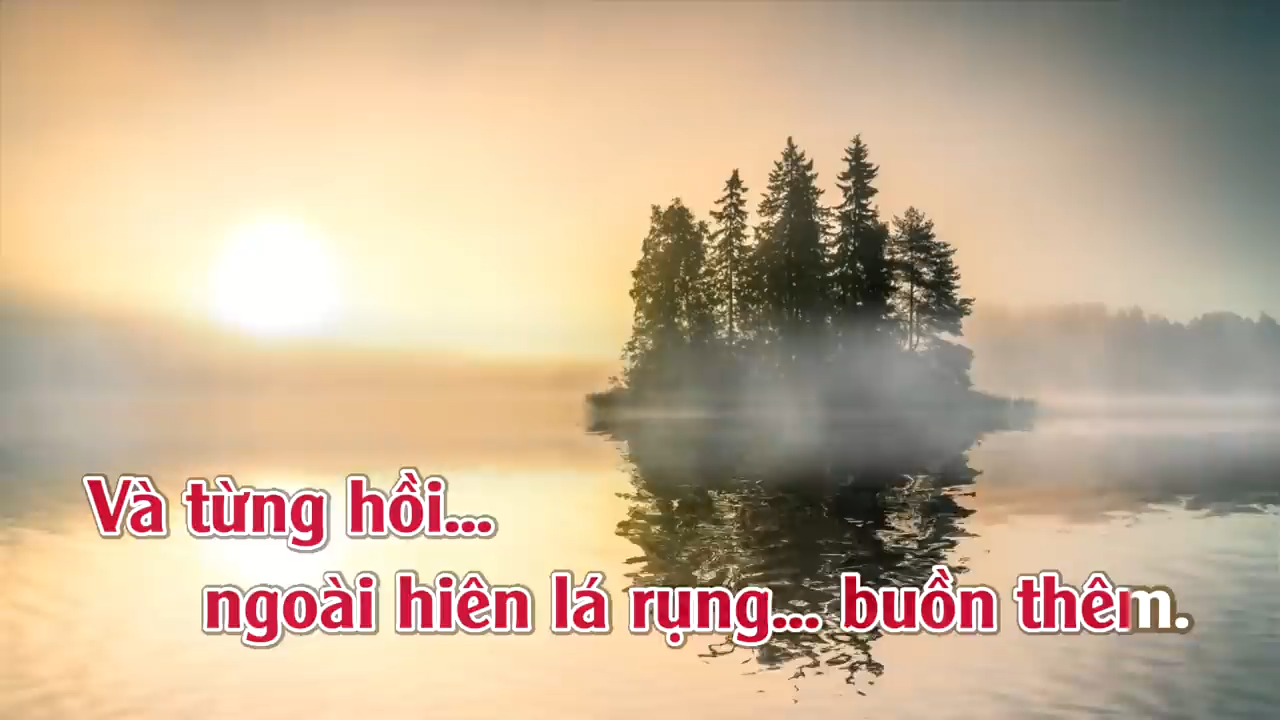 Và từng hồi...
ngoài hiên lá rụng... buồn thêm.